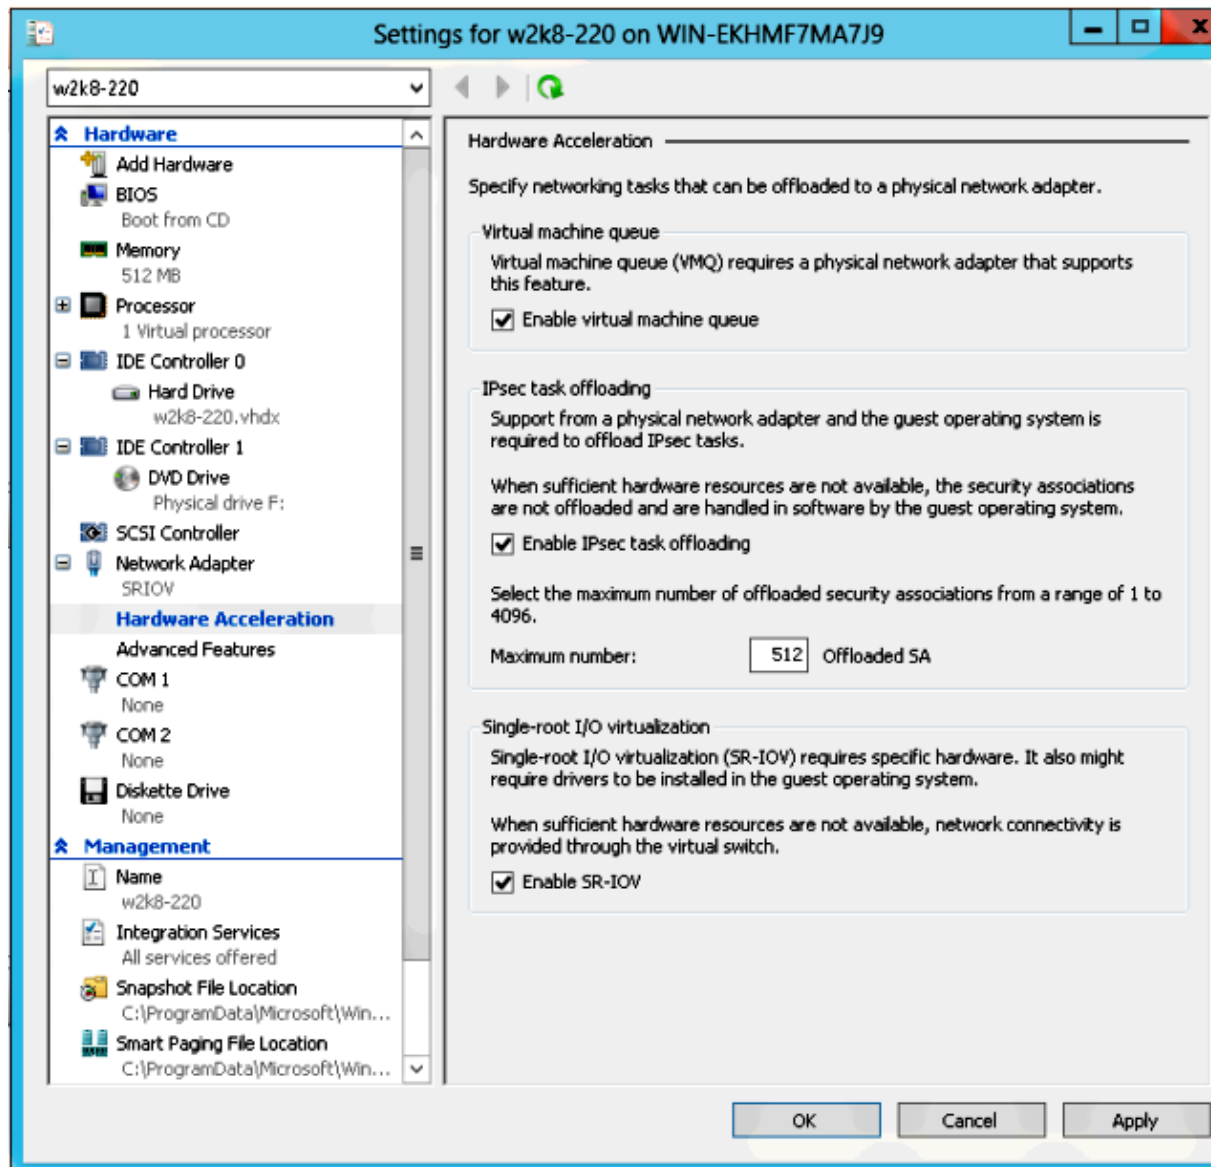 Settings for w2k8-220 on WIN-EKHMF7MA7J9
w2k8-220
Hardware
Add Hardware
BIOS
Boot from CD
Memory
512 MB
Processor
1 Virtual processor
IDE Controller 0
Hard Drive
w2k8-220.vhdx
IDE Controller 1
DVD Drive
Physical drive F:
SCSI Controller
Network Adapter
SRIOV
Hardware Acceleration
Advanced Features
COM 1
None
COM 2
None
Diskette Drive
None
Management
Name
w2k8-220
Integration Services
All services offered
Snapshot File Location
C:\ProgramData\Microsoft\Win...
Smart Paging File Location
C:\ProgramData\Microsoft\Win...
Hardware Acceleration
Specify networking tasks that can be offloaded to a physical network adapter.
Virtual machine queue
Virtual machine queue (VMQ) requires a physical network adapter that supports
this feature.
Enable virtual machine queue
IPsec task offloading
Support from a physical network adapter and the guest operating system is
required to offload IPsec tasks.
When sufficient hardware resources are not available, the security associations
are not offloaded and are handled in software by the guest operating system.
Enable IPsec task offloading
Select the maximum number of offloaded security associations from a range of 1 to
4096.
Maximum number: 512 Offloaded SA
Single-root I/O virtualization
Single-root I/O virtualization (SR-IOV) requires specific hardware. It also might
require drivers to be installed in the guest operating system.
When sufficient hardware resources are not available, network connectivity is
provided through the virtual switch.
Enable SR-IOV
OK Cancel Apply